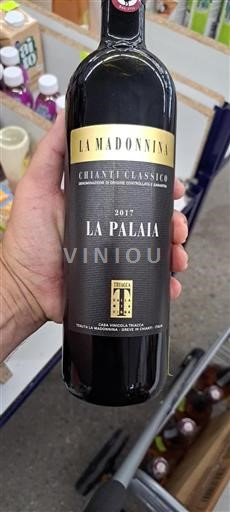 LA MADONNINA
CHIANTI CLASSICO
DENOMINAZIONE DI ORIGINE CONTROLLATA E GARANTITA
2017
LA PALAIA
VINIOU
TRIACCA
T
CASA VINICOLA TRIACCA
TENUTA LA MADONNINA - GREVE IN CHIANTI - ITALIA